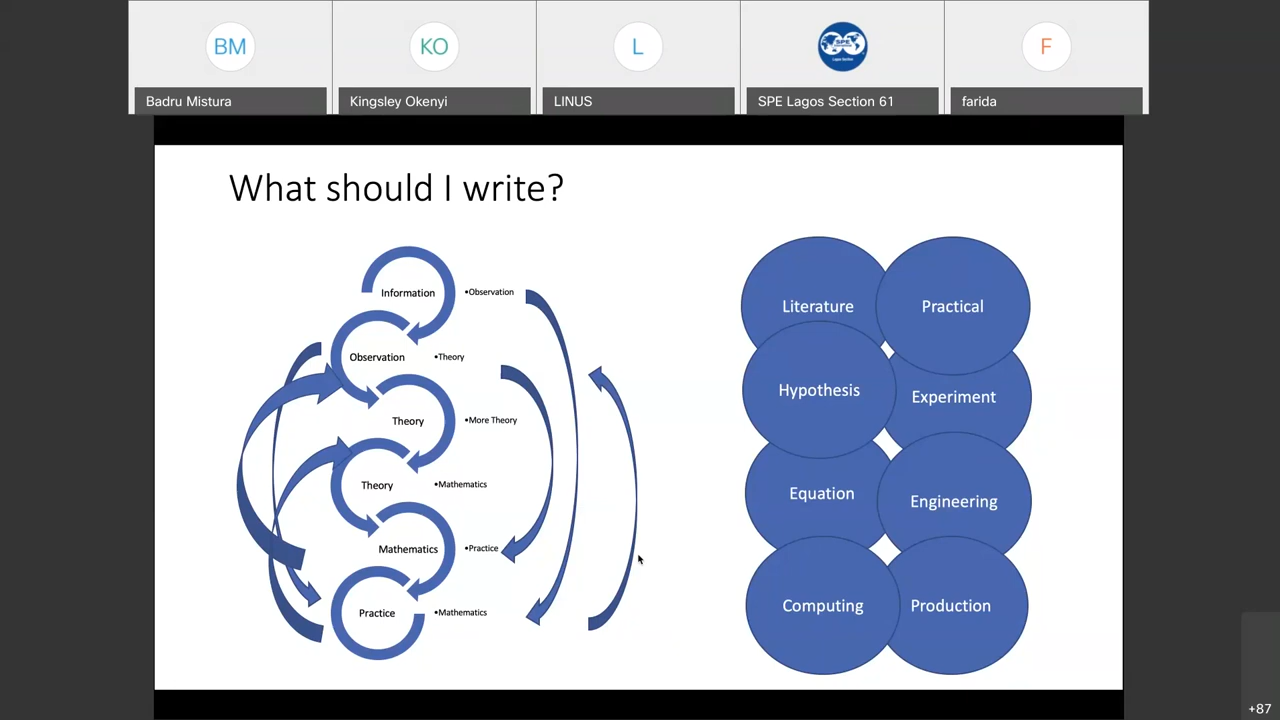 BM
KO
L
SPE
F
Badru Mistura
Kingsley Okenyi
LINUS
SPE Lagos Section 61
farida
What should I write?
Information
•Observation
Observation
•Theory
Theory
•More Theory
Theory
•Mathematics
Mathematics
•Practice
Practice
•Mathematics
Literature
Practical
Hypothesis
Experiment
Equation
Engineering
Computing
Production
+87